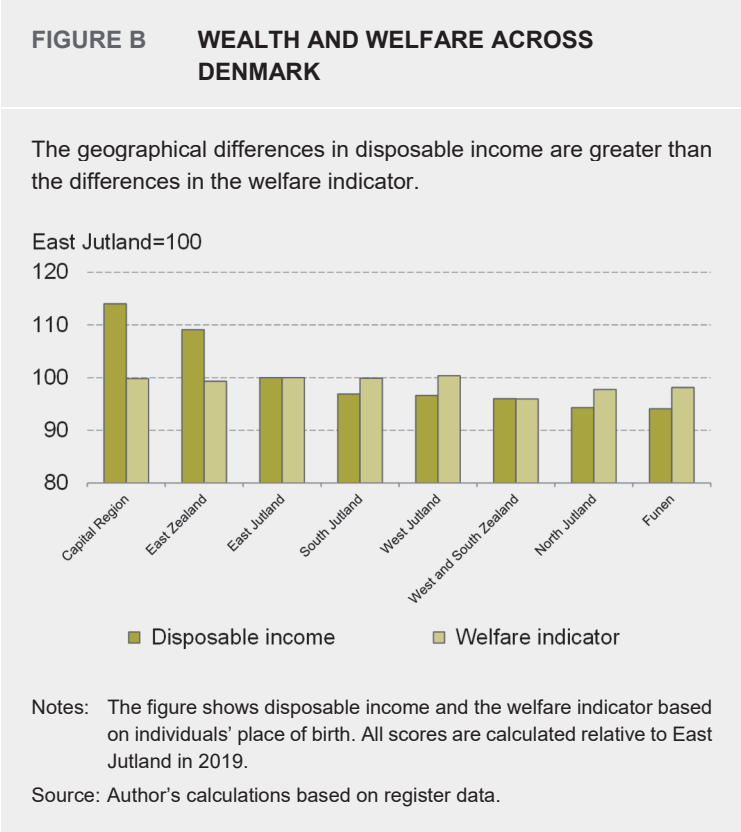 FIGURE B WEALTH AND WELFARE ACROSS
DENMARK
The geographical differences in disposable income are greater than
the differences in the welfare indicator.
East Jutland=100
120
110
100
90
80
Capital Region
East Zealand
East Jutland
South Jutland
West Jutland
West and South Zealand
North Jutland
Funen
Disposable income
Welfare indicator
Notes: The figure shows disposable income and the welfare indicator based
on individuals’ place of birth. All scores are calculated relative to East
Jutland in 2019.
Source: Author’s calculations based on register data.